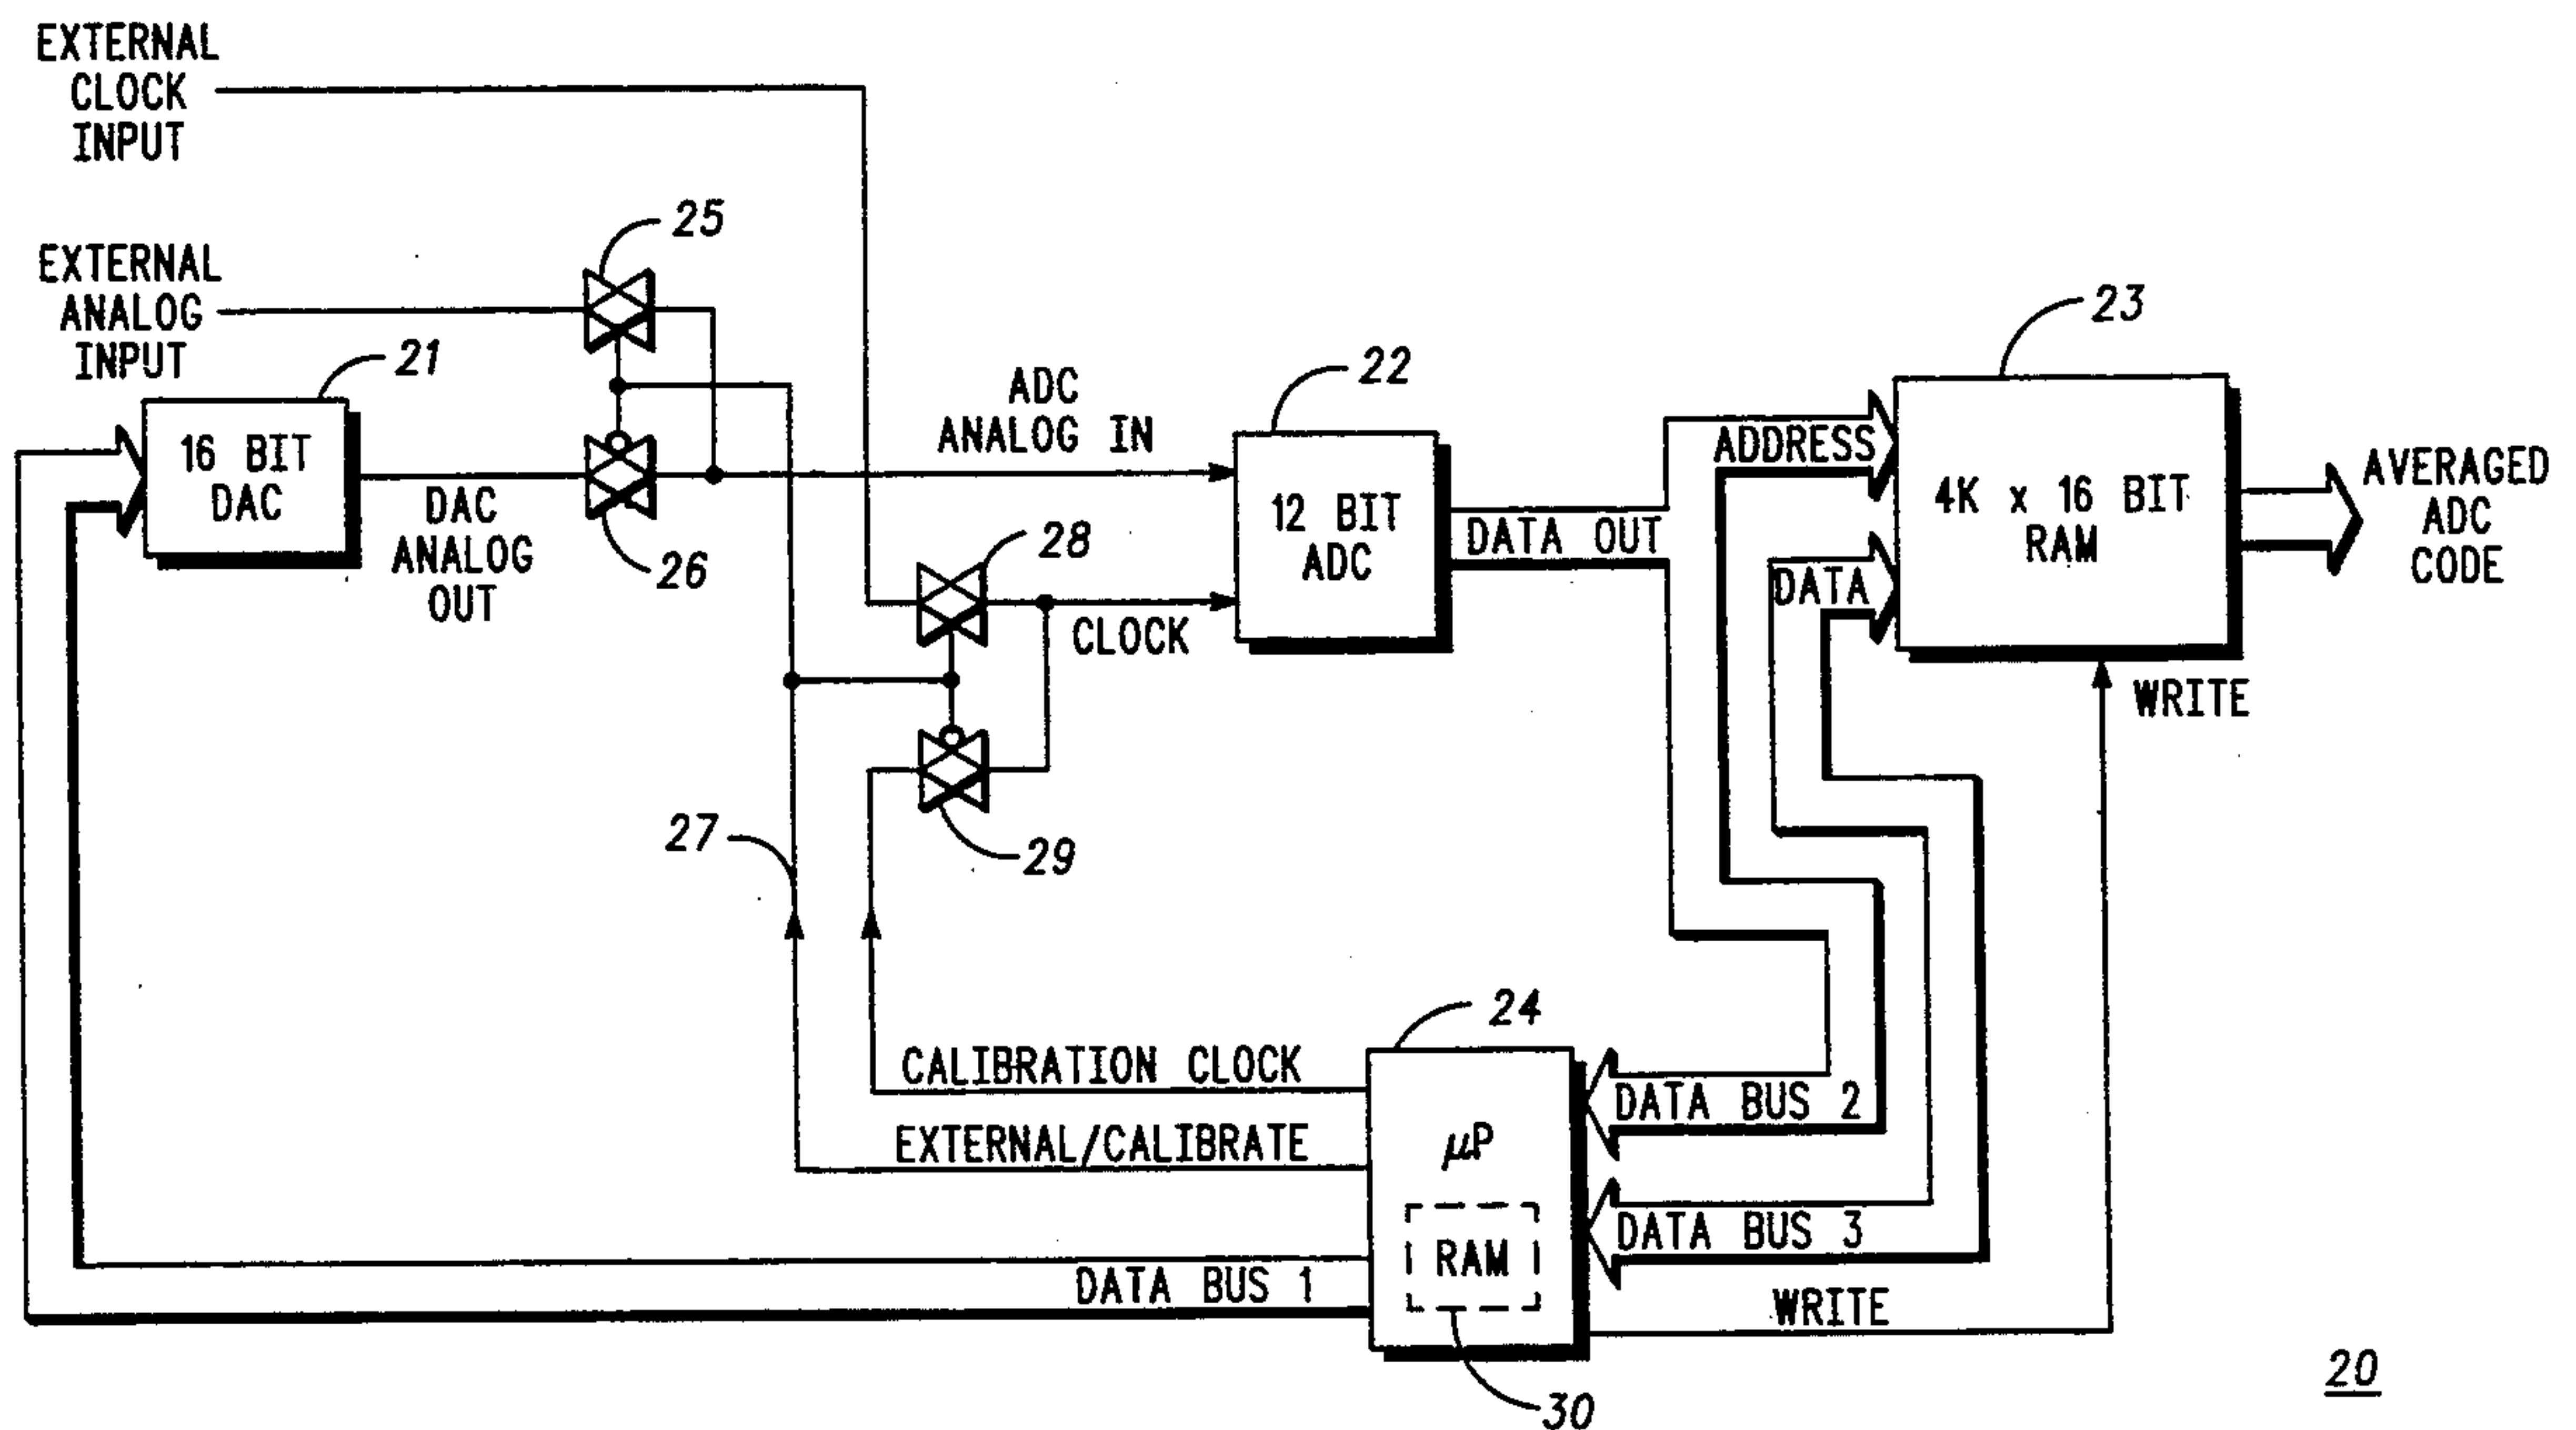 EXTERNAL
CLOCK
INPUT
25
EXTERNAL
ANALOG
INPUT
21
16 BIT
DAC
DAC
ANALOG
OUT
26
ADC
ANALOG IN
22
12 BIT
ADC
28
CLOCK
29
27
DATA OUT
ADDRESS
DATA
23
4K x 16 BIT
RAM
AVERAGED
ADC
CODE
WRITE
24
CALIBRATION CLOCK
EXTERNAL/CALIBRATE
DATA BUS 1
μP
RAM
30
DATA BUS 2
DATA BUS 3
WRITE
20